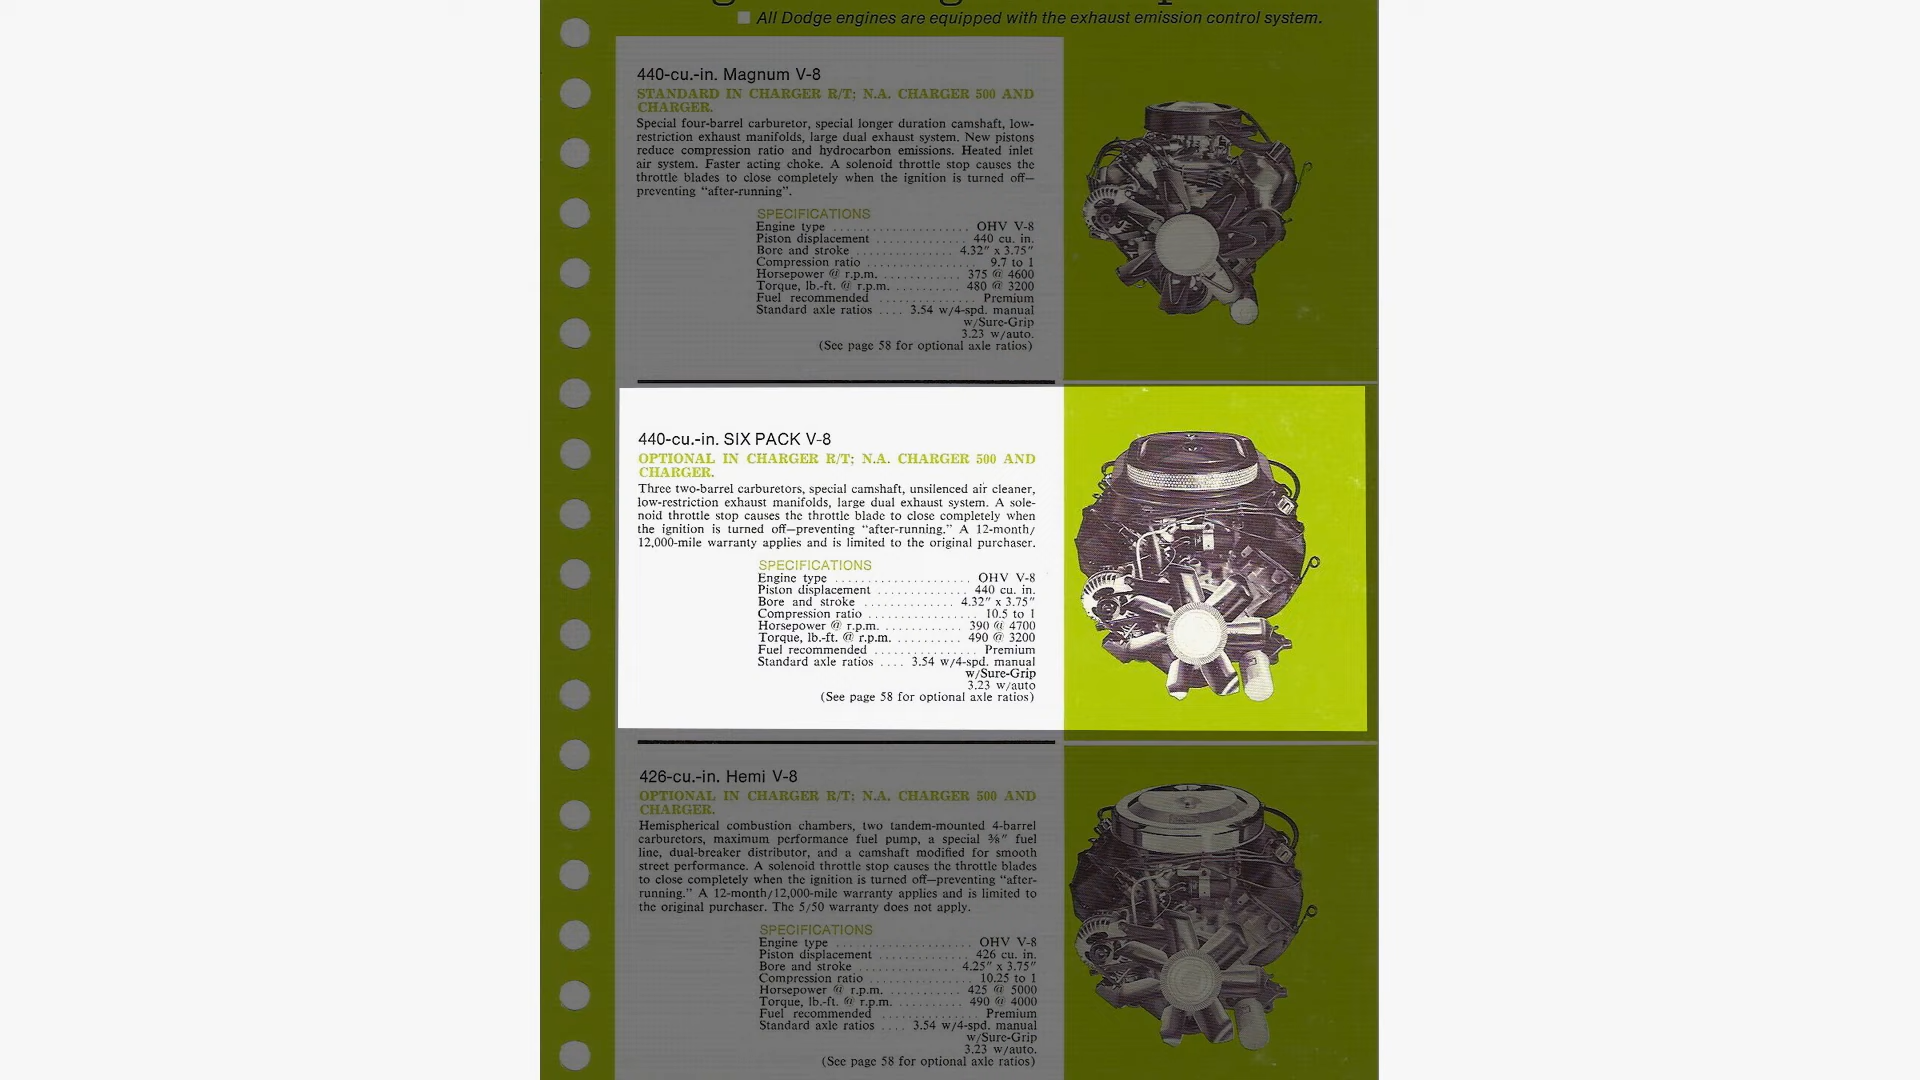 All Dodge engines are equipped with the exhaust emission control system.
440-cu.-in. Magnum V-8
STANDARD IN CHARGER R/T; N.A. CHARGER 500 AND
CHARGER.
Special four-barrel carburetor, special longer duration camshaft, low-
restriction exhaust manifolds, large dual exhaust system. New pistons
reduce compression ratio and hydrocarbon emissions. Heated inlet
air system. Faster acting choke. A solenoid throttle stop causes the
throttle blades to close completely when the ignition is turned off—
preventing “after-running”.
SPECIFICATIONS
Engine type . . . . . . . . . . . . . . . . . . . . . OHV V-8
Piston displacement . . . . . . . . . . . . . . 440 cu. in.
Bore and stroke . . . . . . . . . . . . . . 4.32″ x 3.75″
Compression ratio . . . . . . . . . . . . . . . . . 9.7 to 1
Horsepower @ r.p.m. . . . . . . . . . . . . 375 @ 4600
Torque, lb.-ft. @ r.p.m. . . . . . . . . . . 480 @ 3200
Fuel recommended . . . . . . . . . . . . . . . Premium
Standard axle ratios . . . . 3.54 w/4-spd. manual
w/Sure-Grip
3.23 w/auto.
(See page 58 for optional axle ratios)
440-cu.-in. SIX PACK V-8
OPTIONAL IN CHARGER R/T; N.A. CHARGER 500 AND
CHARGER.
Three two-barrel carburetors, special camshaft, unsilenced air cleaner,
low-restriction exhaust manifolds, large dual exhaust system. A sole-
noid throttle stop causes the throttle blade to close completely when
the ignition is turned off—preventing “after-running.” A 12-month/
12,000-mile warranty applies and is limited to the original purchaser.
SPECIFICATIONS
Engine type . . . . . . . . . . . . . . . . . . . . . OHV V-8
Piston displacement . . . . . . . . . . . . . . 440 cu. in.
Bore and stroke . . . . . . . . . . . . . . 4.32″ x 3.75″
Compression ratio . . . . . . . . . . . . . . . . 10.5 to 1
Horsepower @ r.p.m. . . . . . . . . . . . . 390 @ 4700
Torque, lb.-ft. @ r.p.m. . . . . . . . . . . 490 @ 3200
Fuel recommended . . . . . . . . . . . . . . . Premium
Standard axle ratios . . . . 3.54 w/4-spd. manual
w/Sure-Grip
3.23 w/auto
(See page 58 for optional axle ratios)
426-cu.-in. Hemi V-8
OPTIONAL IN CHARGER R/T; N.A. CHARGER 500 AND
CHARGER.
Hemispherical combustion chambers, two tandem-mounted 4-barrel
carburetors, maximum performance fuel pump, a special ⅜″ fuel
line, dual-breaker distributor, and a camshaft modified for smooth
street performance. A solenoid throttle stop causes the throttle blades
to close completely when the ignition is turned off—preventing “after-
running.” A 12-month/12,000-mile warranty applies and is limited to
the original purchaser. The 5/50 warranty does not apply.
SPECIFICATIONS
Engine type . . . . . . . . . . . . . . . . . . . . . OHV V-8
Piston displacement . . . . . . . . . . . . . . 426 cu. in.
Bore and stroke . . . . . . . . . . . . . . 4.25″ x 3.75″
Compression ratio . . . . . . . . . . . . . . . 10.25 to 1
Horsepower @ r.p.m. . . . . . . . . . . . . 425 @ 5000
Torque, lb.-ft. @ r.p.m. . . . . . . . . . . 490 @ 4000
Fuel recommended . . . . . . . . . . . . . . . Premium
Standard axle ratios . . . . 3.54 w/4-spd. manual
w/Sure-Grip
3.23 w/auto.
(See page 58 for optional axle ratios)